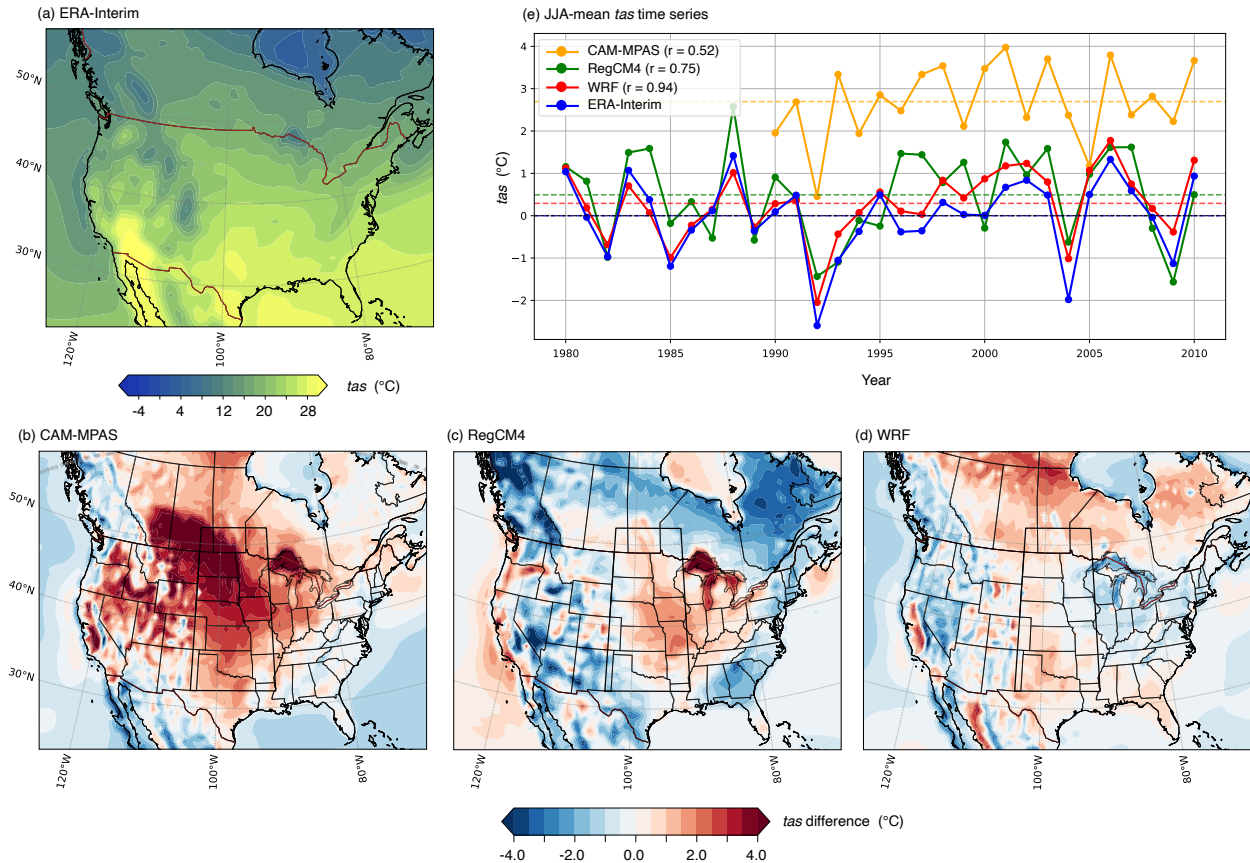 (a) ERA-Interim
50°N
40°N
30°N
120°W
100°W
80°W
-4
4
12
20
28
tas (°C)
(e) JJA-mean tas time series
CAM-MPAS (r = 0.52)
RegCM4 (r = 0.75)
WRF (r = 0.94)
ERA-Interim
4
3
2
1
0
−1
−2
tas (°C)
1980
1985
1990
1995
2000
2005
2010
Year
(b) CAM-MPAS
50°N
40°N
30°N
120°W
100°W
80°W
(c) RegCM4
120°W
100°W
80°W
(d) WRF
120°W
100°W
80°W
-4.0
-2.0
0.0
2.0
4.0
tas difference (°C)